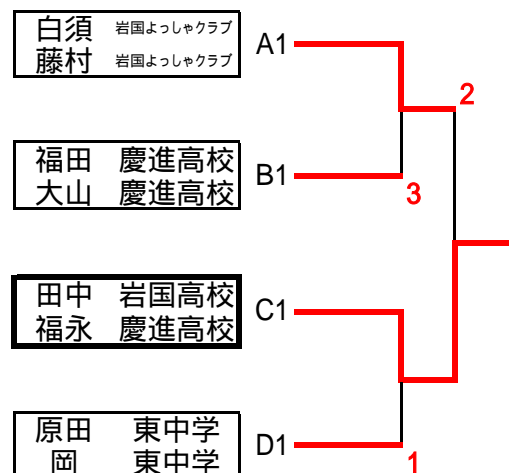 白須 岩国よっしゃクラブ
藤村 岩国よっしゃクラブ
A1
2
福田 慶進高校
大山 慶進高校
B1
3
田中 岩国高校
福永 慶進高校
C1
原田 東中学
岡 東中学
D1
1